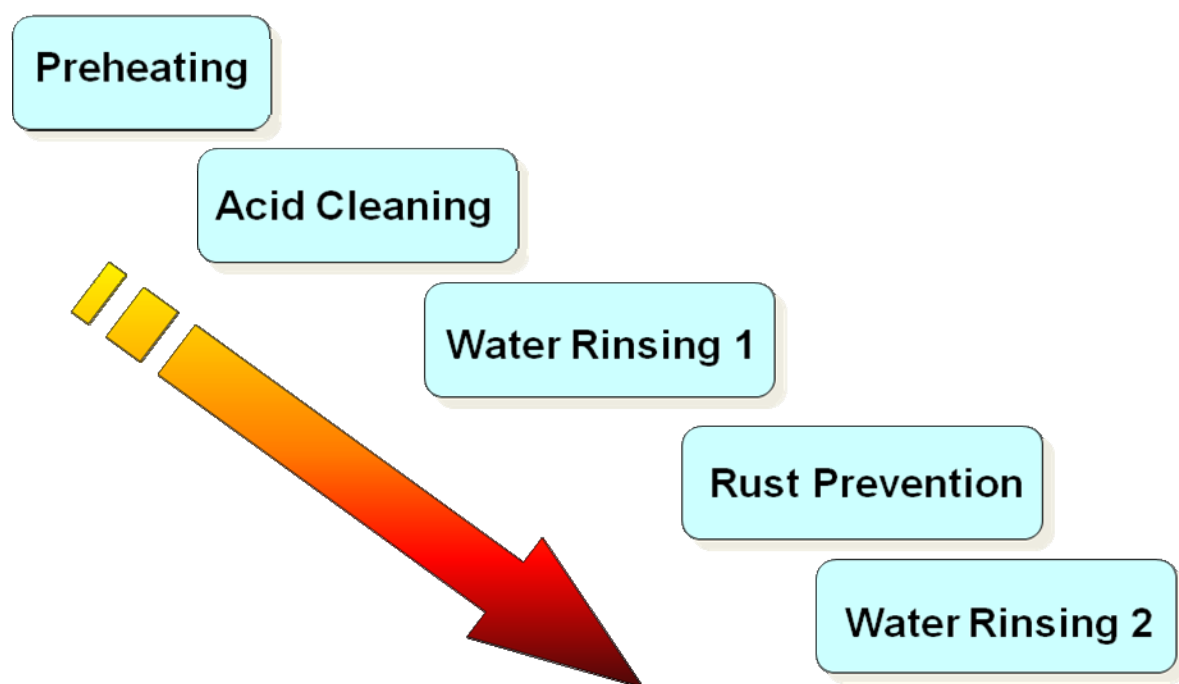 Preheating
Acid Cleaning
Water Rinsing 1
Rust Prevention
Water Rinsing 2